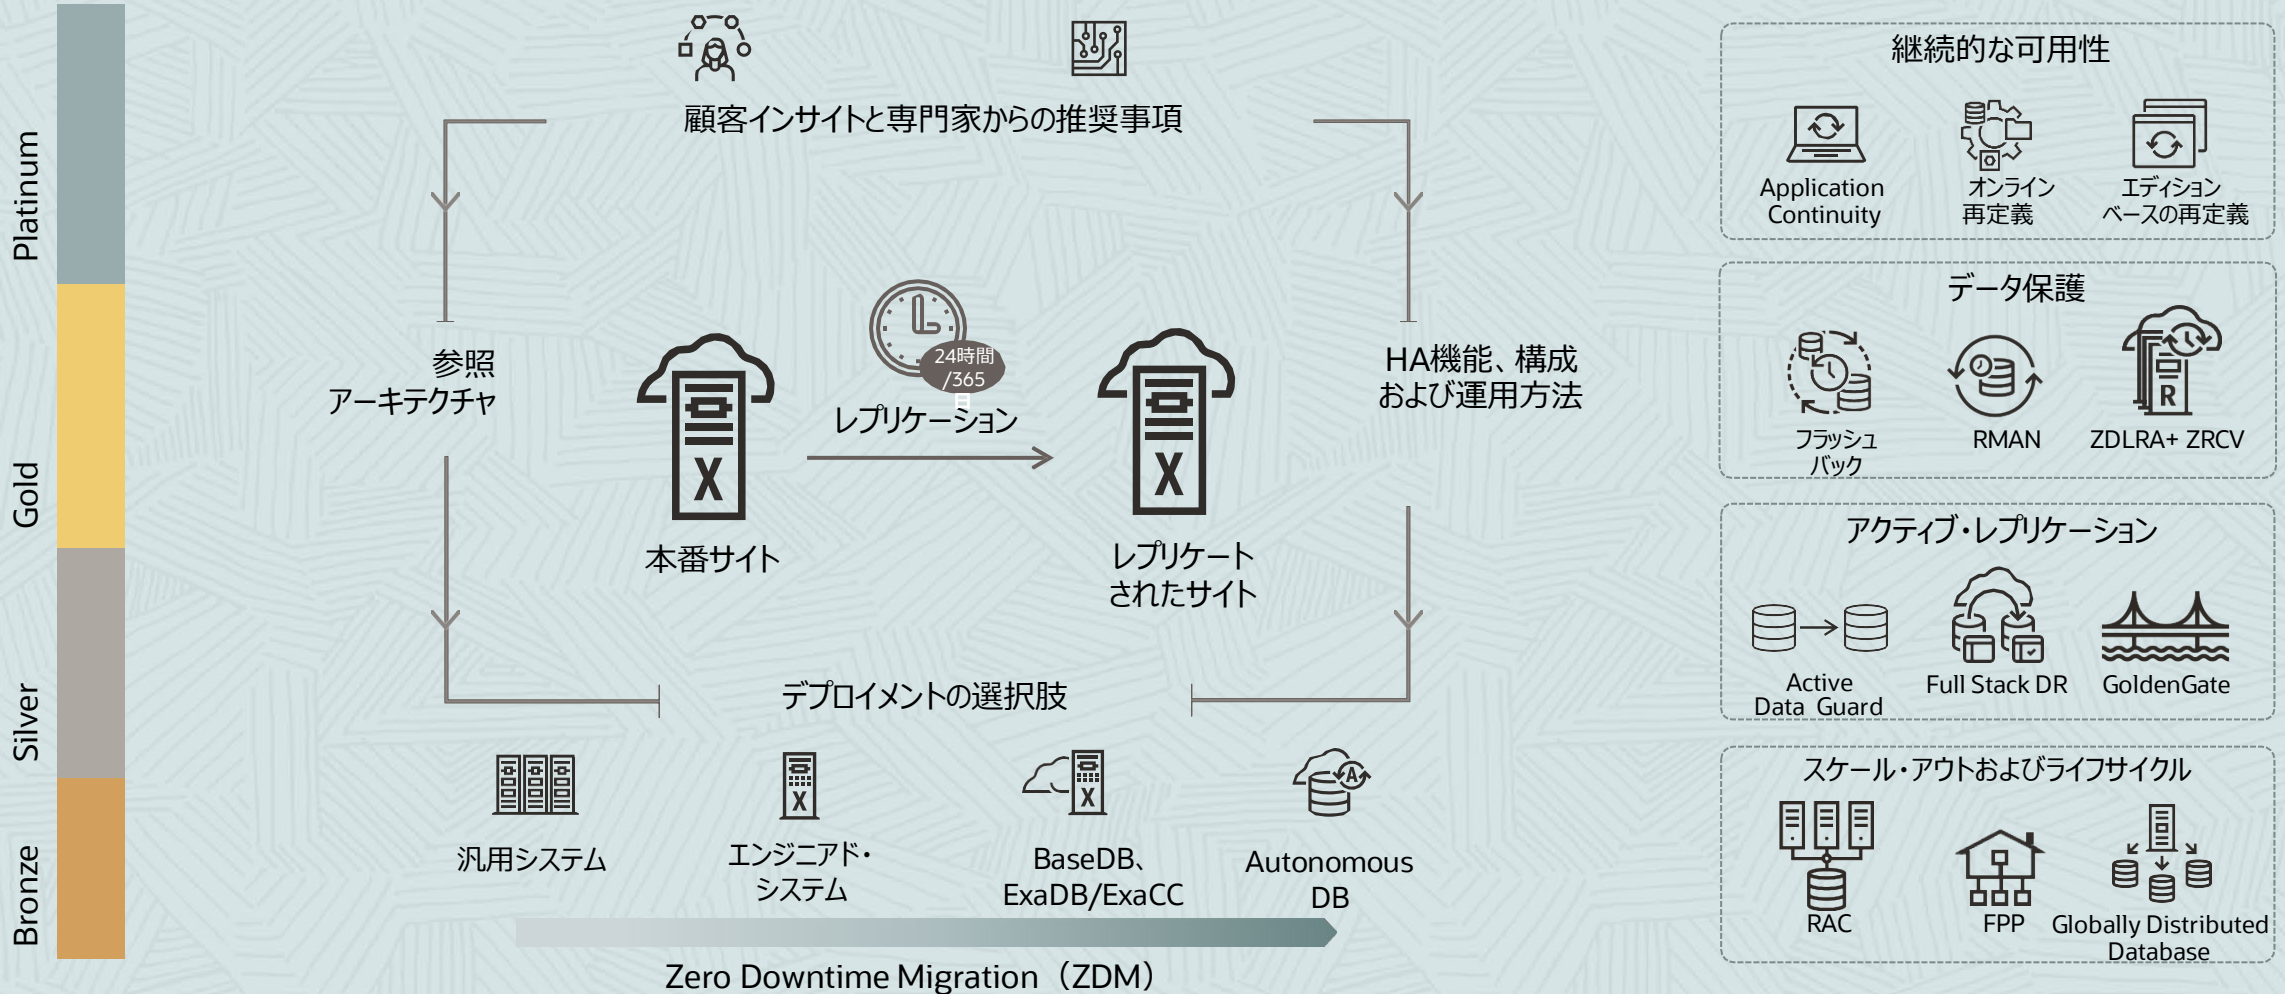 Platinum
Gold
Silver
Bronze
顧客インサイトと専門家からの推奨事項
参照
アーキテクチャ
24時間
/365
レプリケーション
HA機能、構成
および運用方法
X
X
本番サイト
レプリケート
されたサイト
デプロイメントの選択肢
X
X
A
汎用システム
エンジニアド・
システム
BaseDB、
ExaDB/ExaCC
Autonomous
DB
Zero Downtime Migration（ZDM）
継続的な可用性
Application
Continuity
オンライン
再定義
エディション
ベースの再定義
データ保護
R
フラッシュ
バック
RMAN
ZDLRA+ ZRCV
アクティブ・レプリケーション
Active
Data Guard
Full Stack DR
GoldenGate
スケール・アウトおよびライフサイクル
RAC
FPP
Globally Distributed
Database